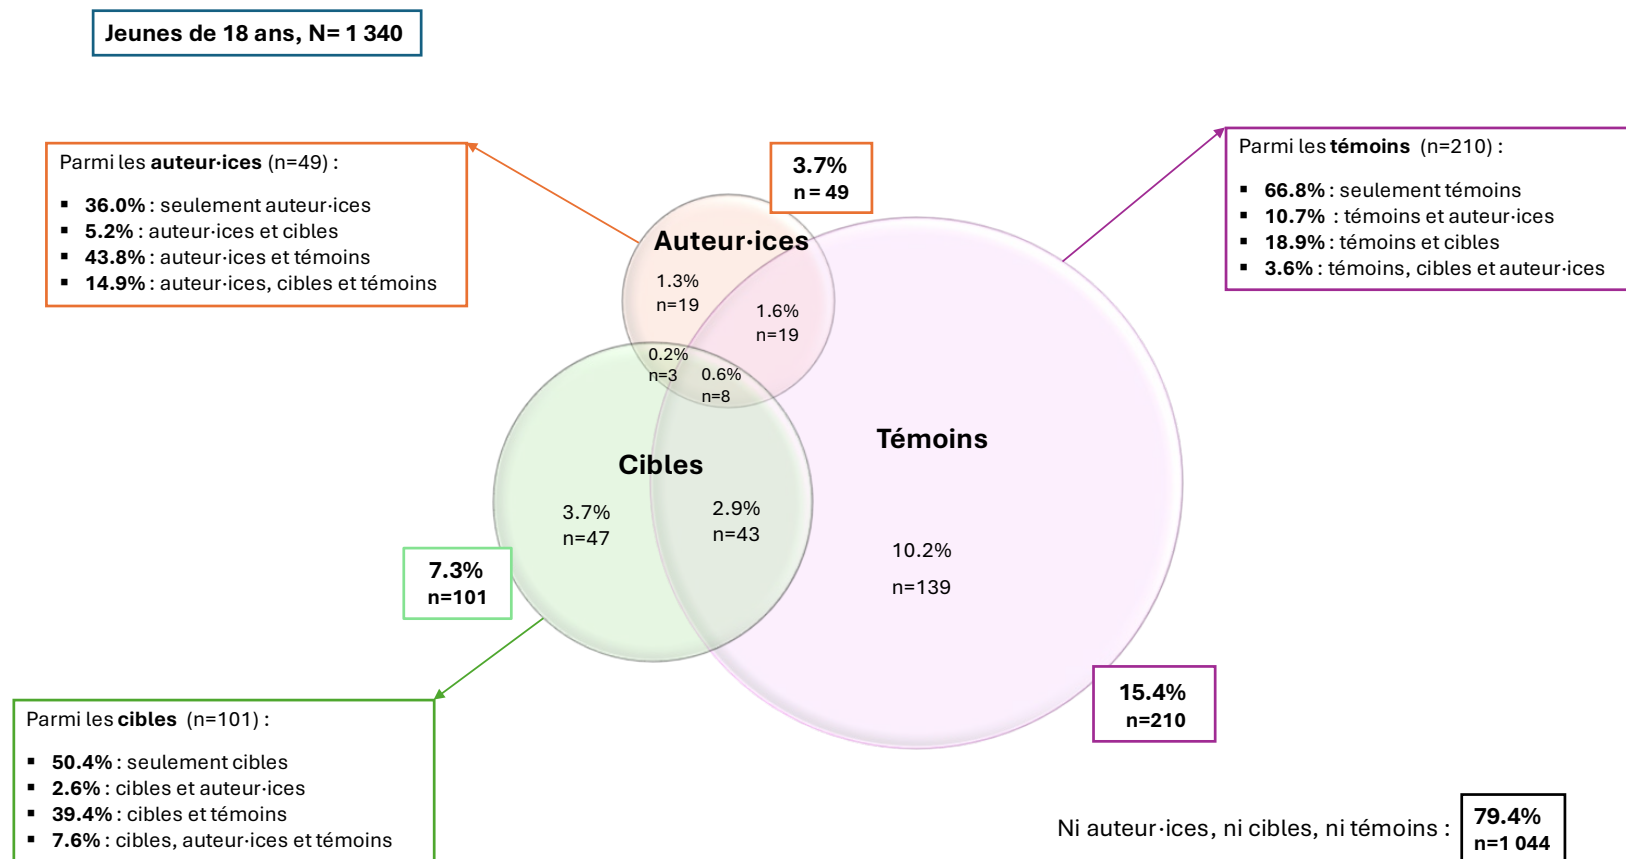 Jeunes de 18 ans, N= 1 340
Parmi les auteur·ices (n=49) :
▪ 36.0% : seulement auteur·ices
▪ 5.2% : auteur·ices et cibles
▪ 43.8% : auteur·ices et témoins
▪ 14.9% : auteur·ices, cibles et témoins
3.7%
n = 49
Parmi les témoins (n=210) :
▪ 66.8% : seulement témoins
▪ 10.7% : témoins et auteur·ices
▪ 18.9% : témoins et cibles
▪ 3.6% : témoins, cibles et auteur·ices
Auteur·ices
1.3%
n=19
1.6%
n=19
0.2%
n=3
0.6%
n=8
Témoins
Cibles
3.7%
n=47
2.9%
n=43
10.2%
n=139
7.3%
n=101
15.4%
n=210
Parmi les cibles (n=101) :
▪ 50.4% : seulement cibles
▪ 2.6% : cibles et auteur·ices
▪ 39.4% : cibles et témoins
▪ 7.6% : cibles, auteur·ices et témoins
Ni auteur·ices, ni cibles, ni témoins :
79.4%
n=1 044